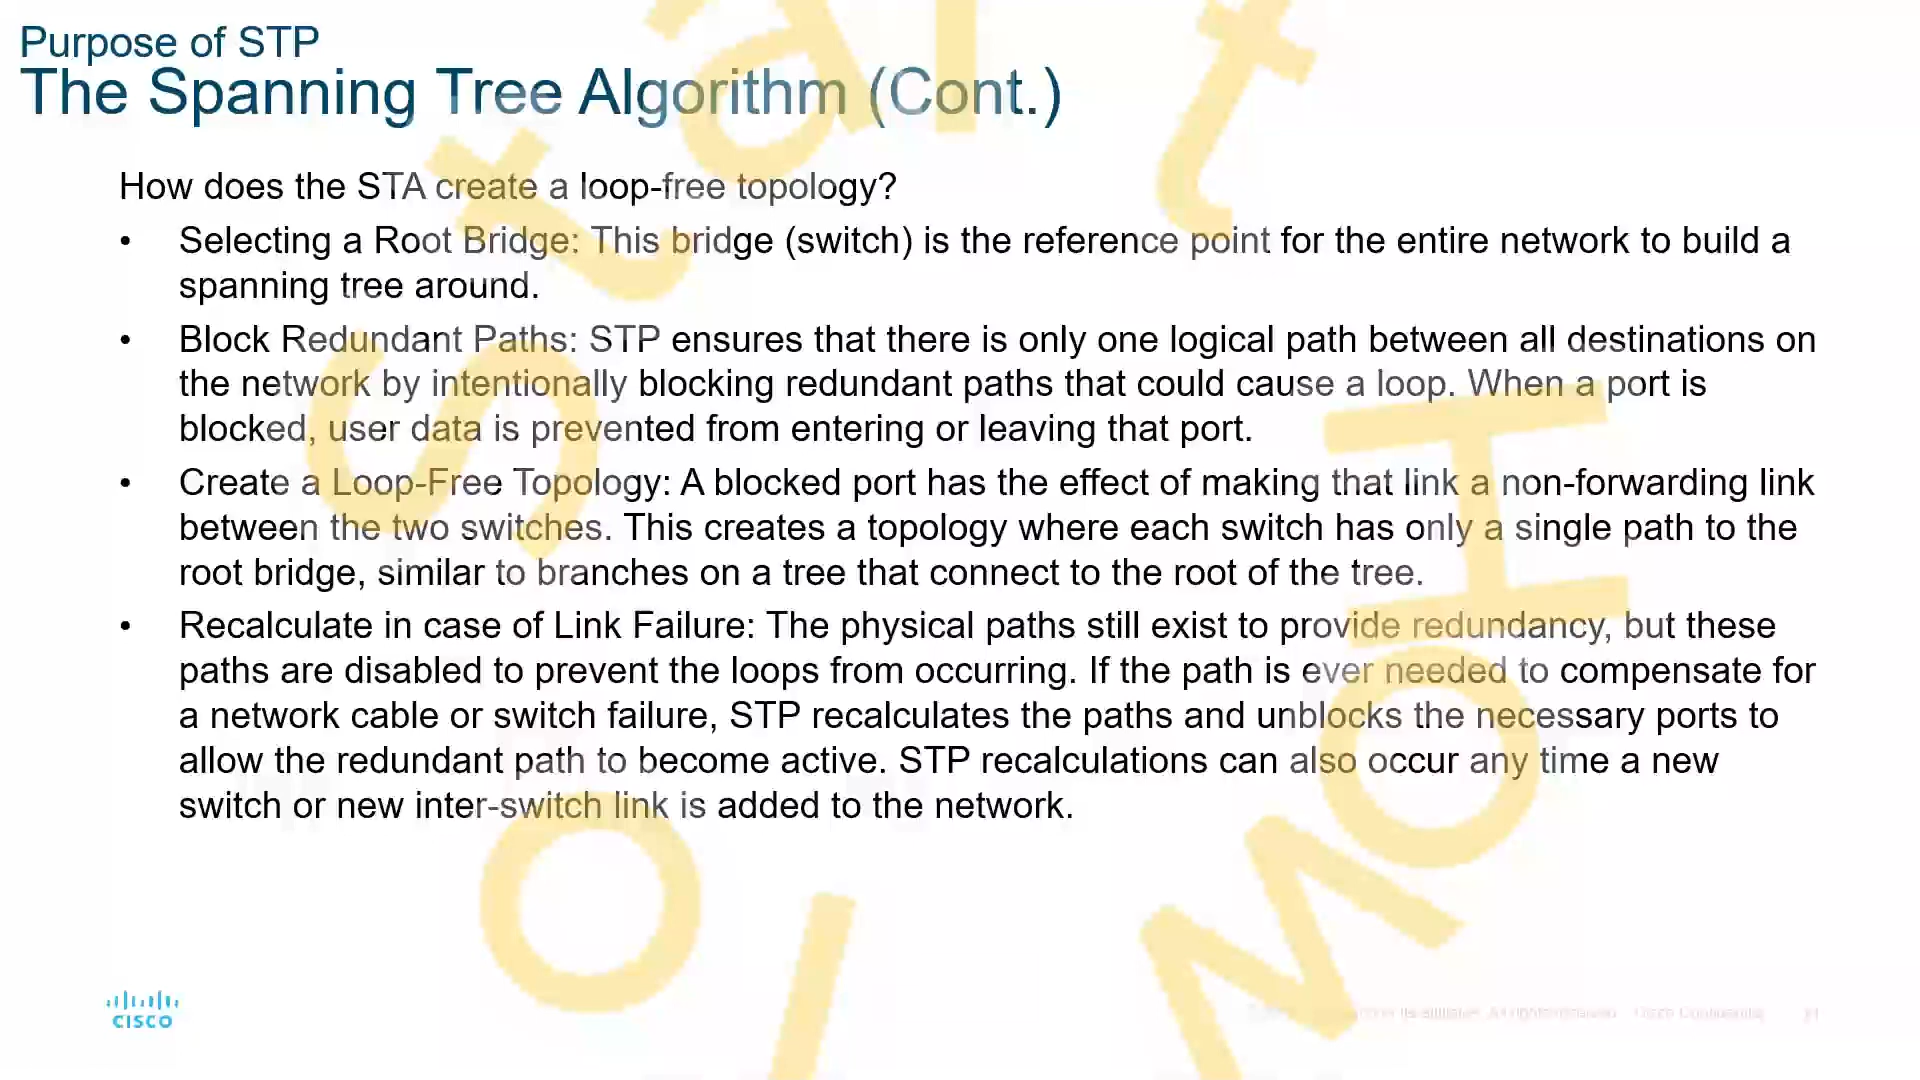 Purpose of STP
The Spanning Tree Algorithm (Cont.)
How does the STA create a loop-free topology?
• Selecting a Root Bridge: This bridge (switch) is the reference point for the entire network to build a
spanning tree around.
• Block Redundant Paths: STP ensures that there is only one logical path between all destinations on
the network by intentionally blocking redundant paths that could cause a loop. When a port is
blocked, user data is prevented from entering or leaving that port.
• Create a Loop-Free Topology: A blocked port has the effect of making that link a non-forwarding link
between the two switches. This creates a topology where each switch has only a single path to the
root bridge, similar to branches on a tree that connect to the root of the tree.
• Recalculate in case of Link Failure: The physical paths still exist to provide redundancy, but these
paths are disabled to prevent the loops from occurring. If the path is ever needed to compensate for
a network cable or switch failure, STP recalculates the paths and unblocks the necessary ports to
allow the redundant path to become active. STP recalculations can also occur any time a new
switch or new inter-switch link is added to the network.
CISCO